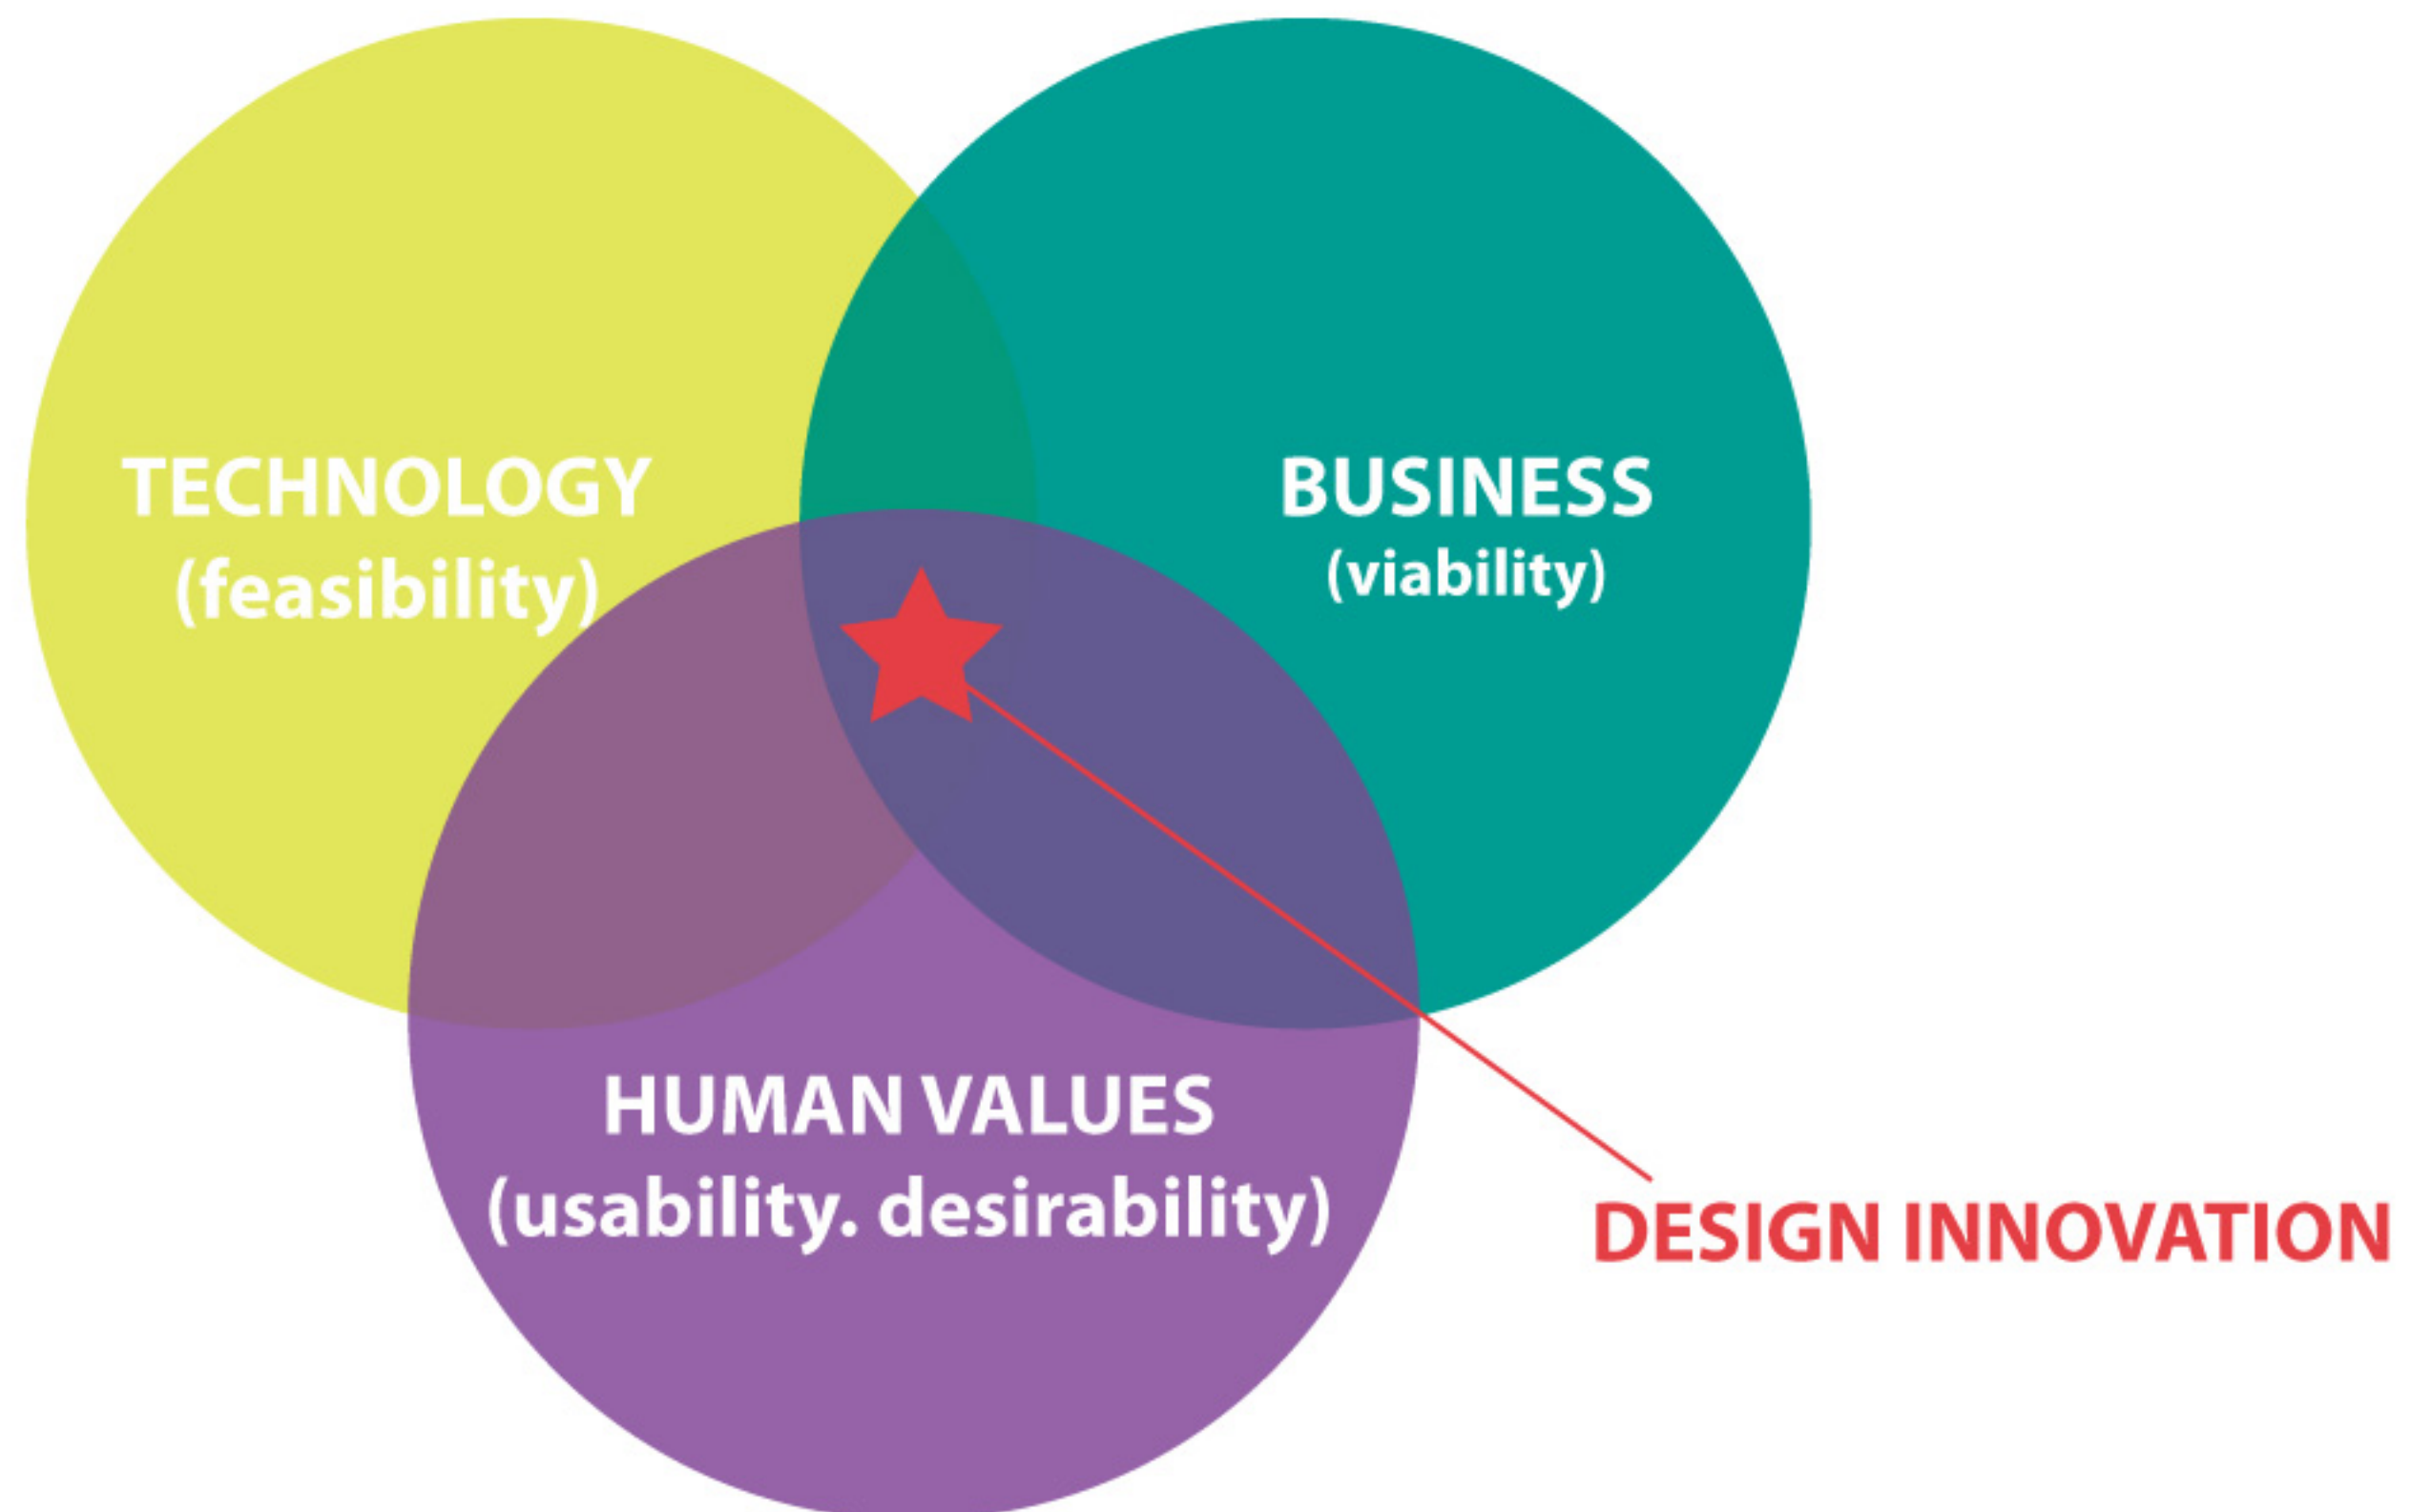 TECHNOLOGY
(feasibility)
BUSINESS
(viability)
HUMAN VALUES
(usability. desirability)
DESIGN INNOVATION